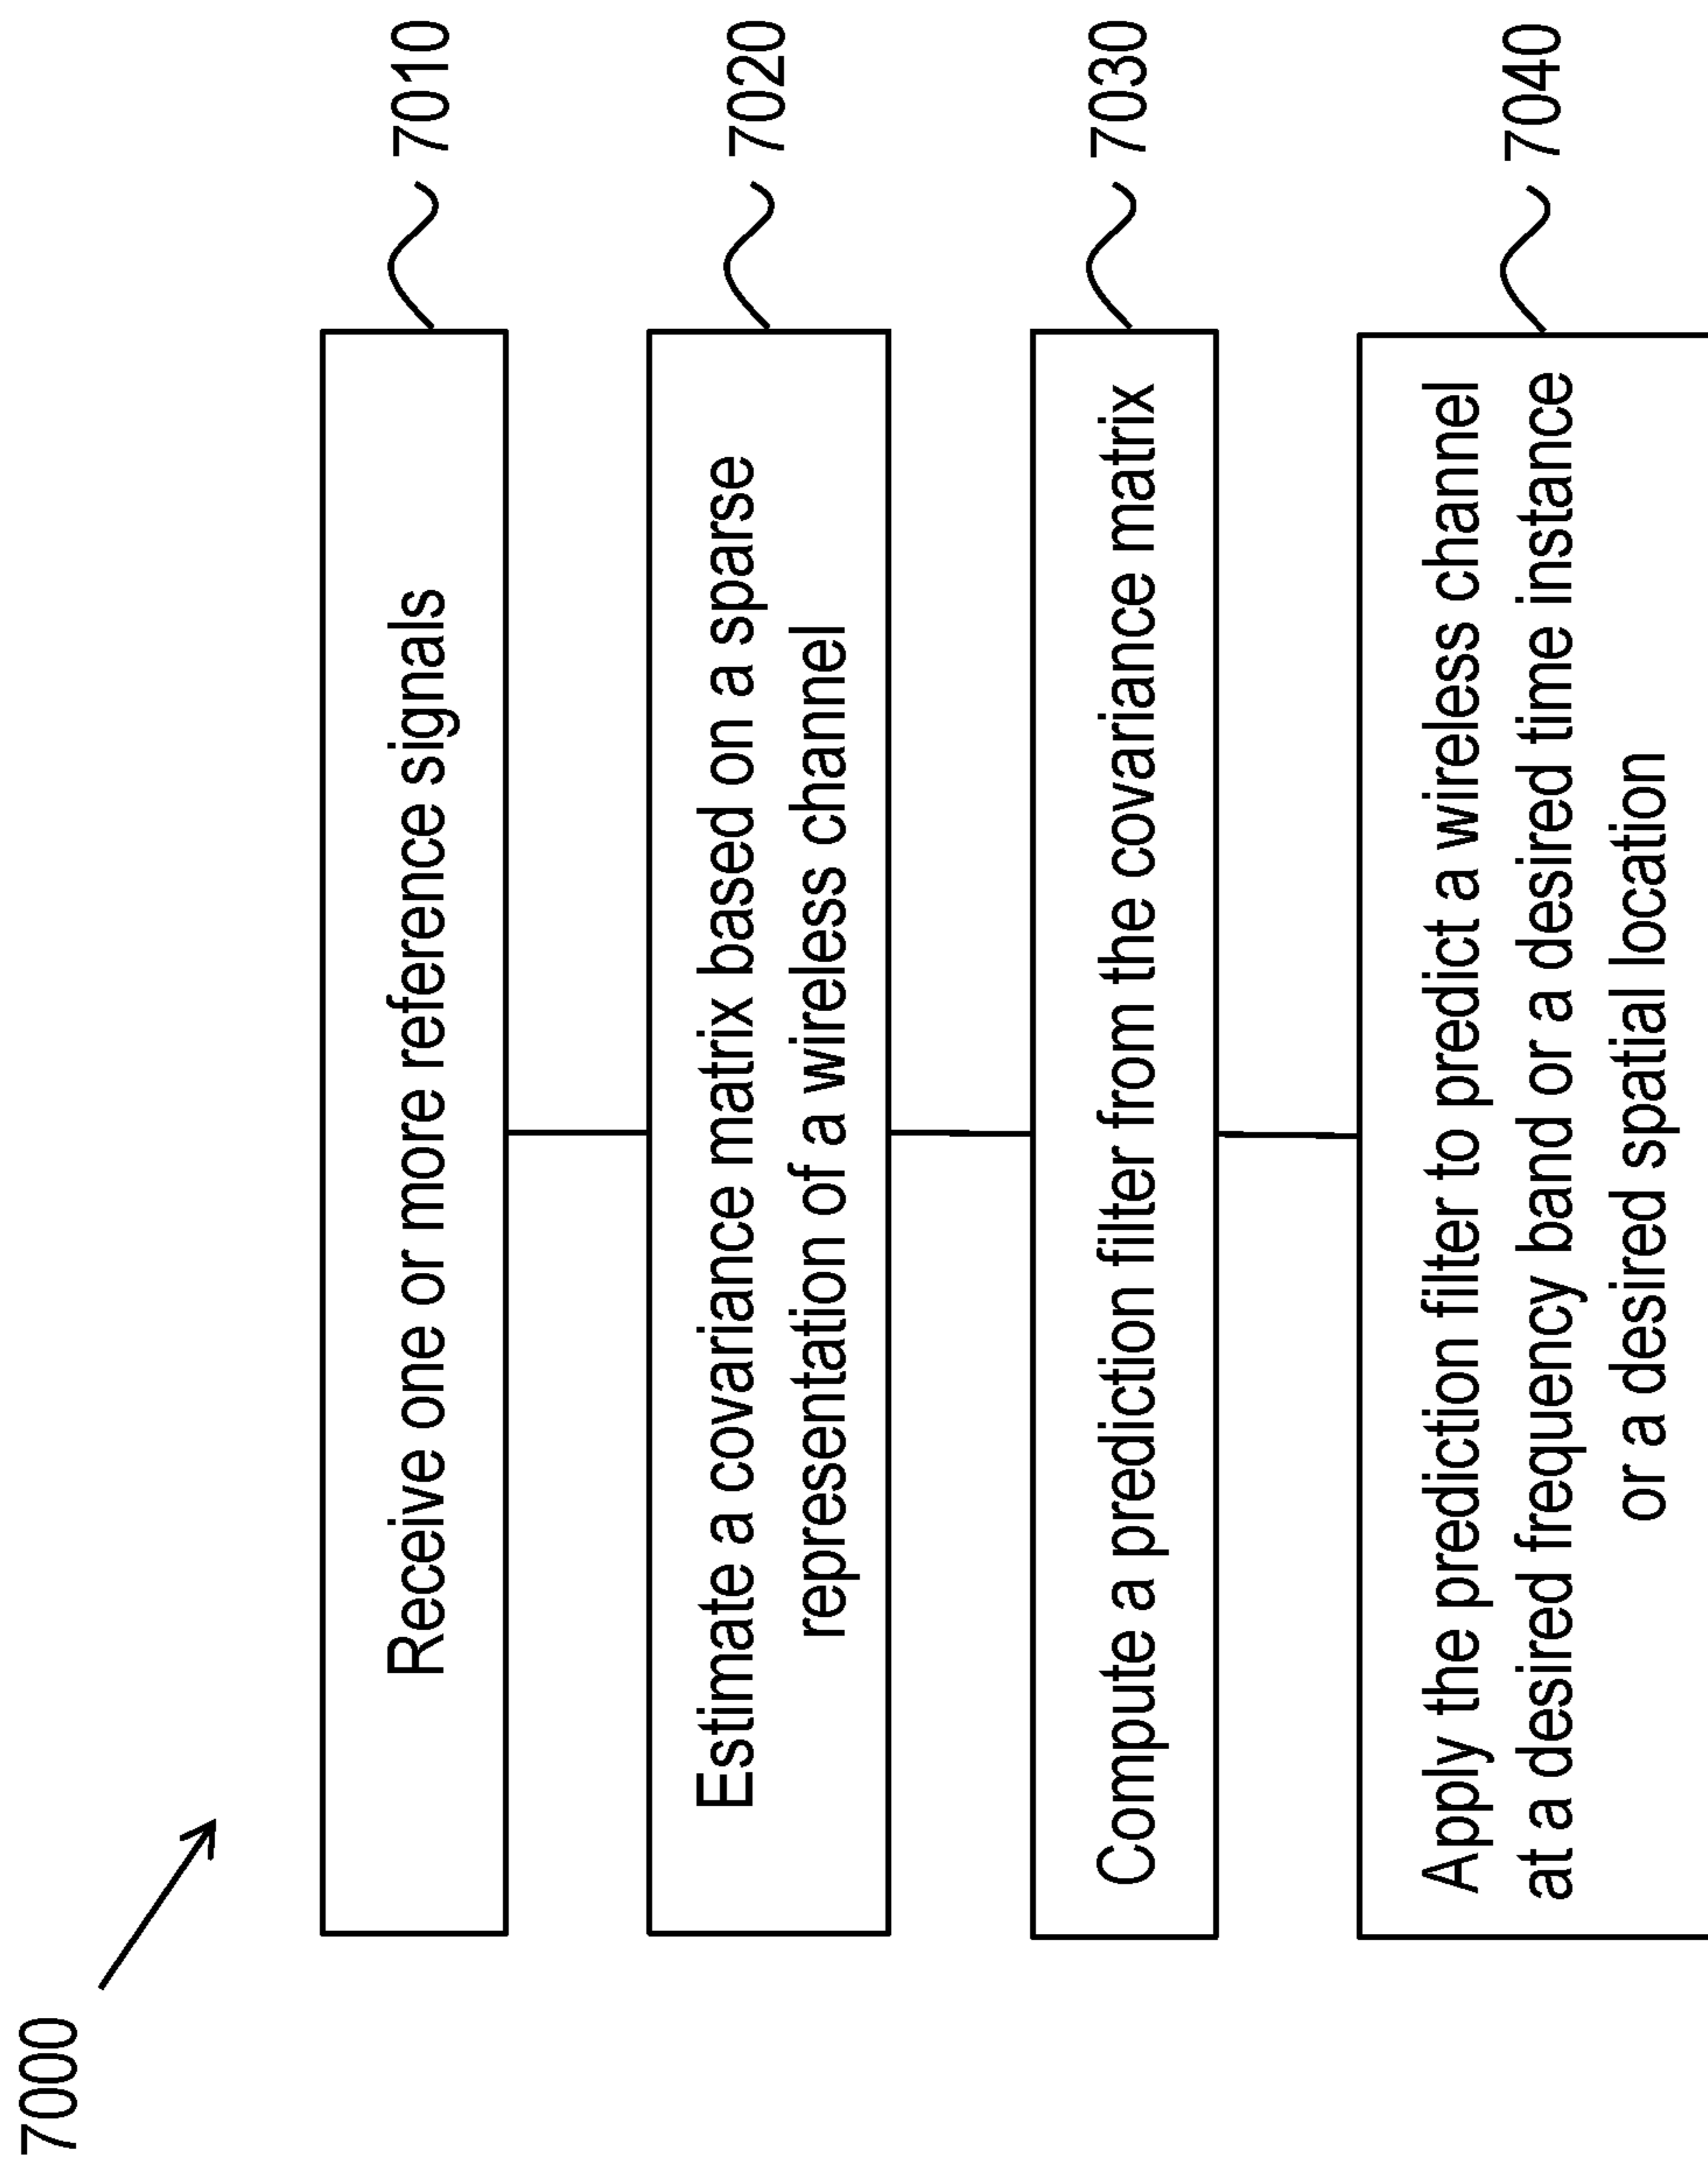 7000
Receive one or more reference signals
7010
Estimate a covariance matrix based on a sparse
representation of a wireless channel
7020
Compute a prediction filter from the covariance matrix
7030
Apply the prediction filter to predict a wireless channel
at a desired frequency band or a desired time instance
or a desired spatial location
7040